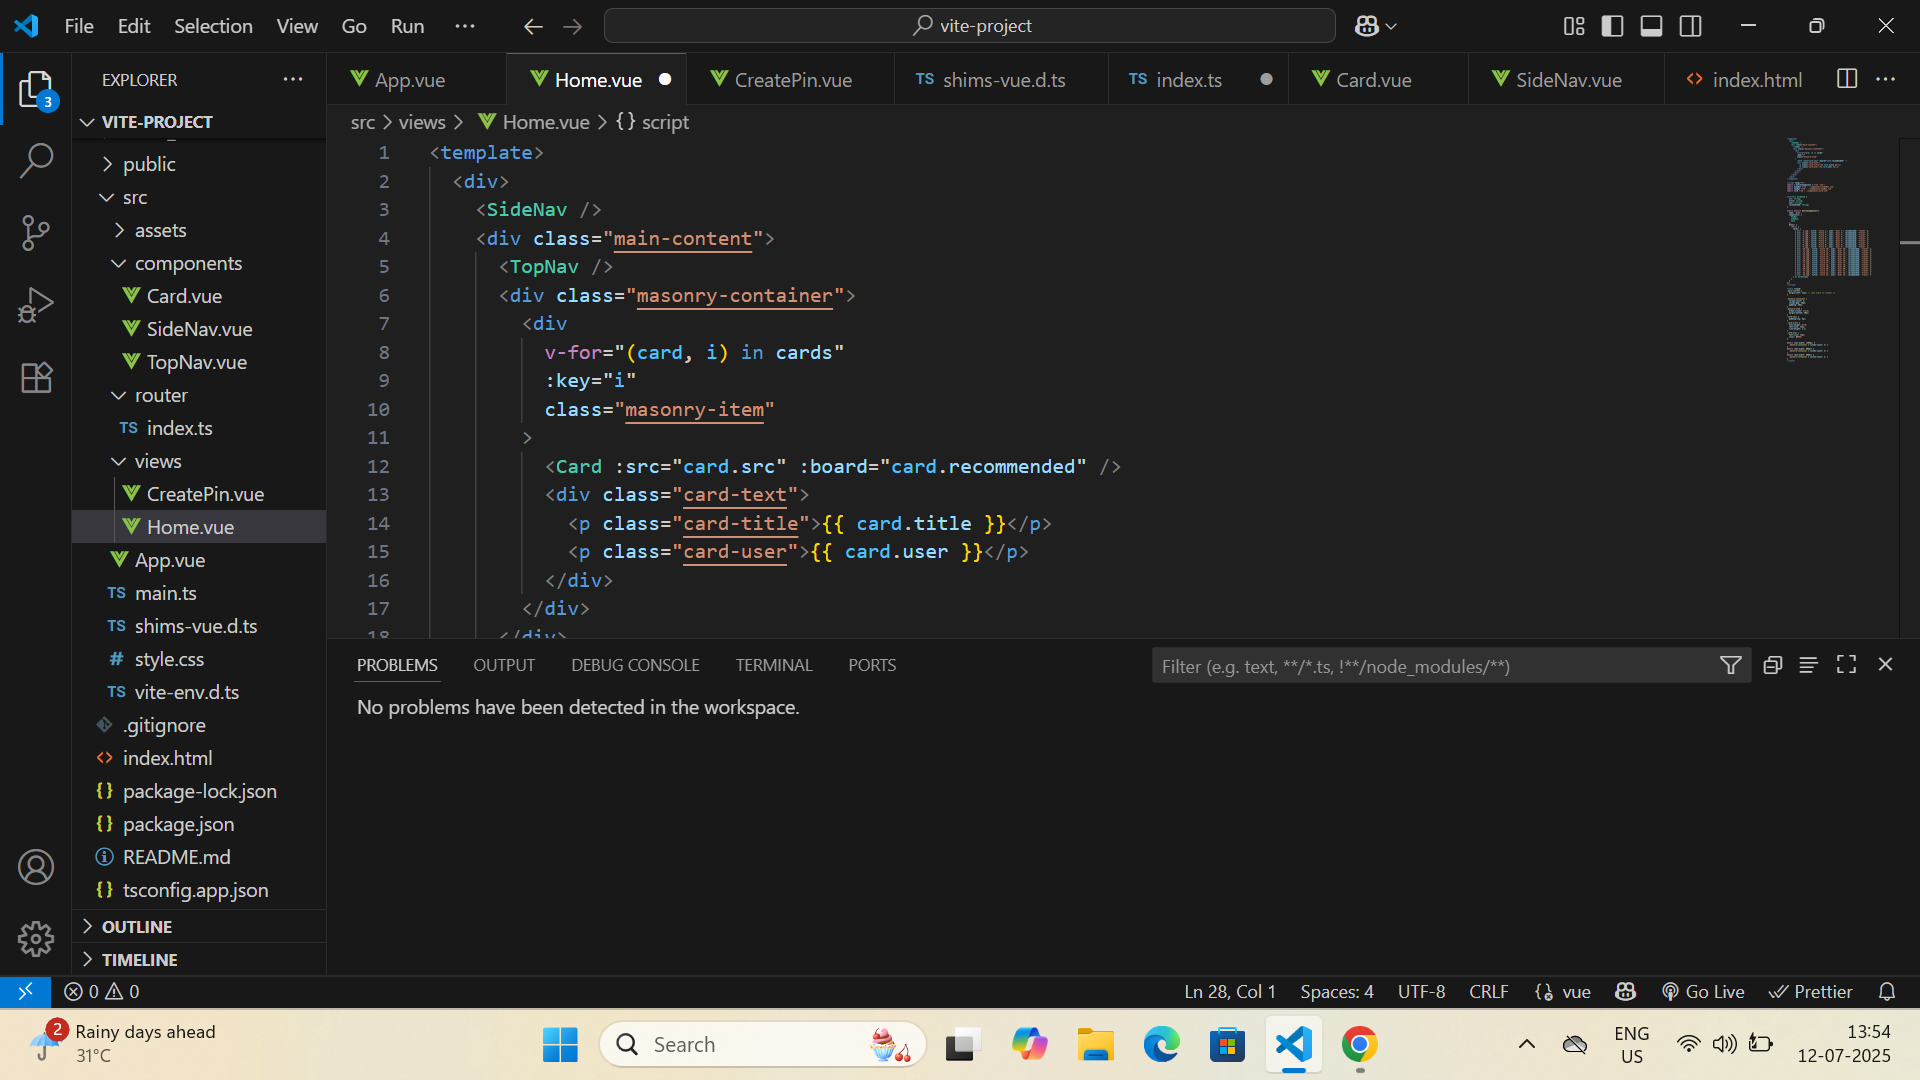 File Edit Selection View Go Run ···
vite-project
EXPLORER ···
App.vue Home.vue CreatePin.vue TS shims-vue.d.ts TS index.ts Card.vue SideNav.vue <> index.html ···
src > views > Home.vue > {} script
VITE-PROJECT
public
src
assets
components
Card.vue
SideNav.vue
TopNav.vue
router
TS index.ts
views
CreatePin.vue
Home.vue
App.vue
TS main.ts
TS shims-vue.d.ts
# style.css
TS vite-env.d.ts
.gitignore
<> index.html
{} package-lock.json
{} package.json
README.md
{} tsconfig.app.json
OUTLINE
TIMELINE
3
1 <template>
2 <div>
3 <SideNav />
4 <div class="main-content">
5 <TopNav />
6 <div class="masonry-container">
7 <div
8 v-for="(card, i) in cards"
9 :key="i"
10 class="masonry-item"
11 >
12 <Card :src="card.src" :board="card.recommended" />
13 <div class="card-text">
14 <p class="card-title">{{ card.title }}</p>
15 <p class="card-user">{{ card.user }}</p>
16 </div>
17 </div>
18 </div>
PROBLEMS OUTPUT DEBUG CONSOLE TERMINAL PORTS
Filter (e.g. text, **/*.ts, !**/node_modules/**)
No problems have been detected in the workspace.
0 0
Ln 28, Col 1 Spaces: 4 UTF-8 CRLF vue Go Live Prettier
2
Rainy days ahead
31°C
Search
ENG
US
13:54
12-07-2025